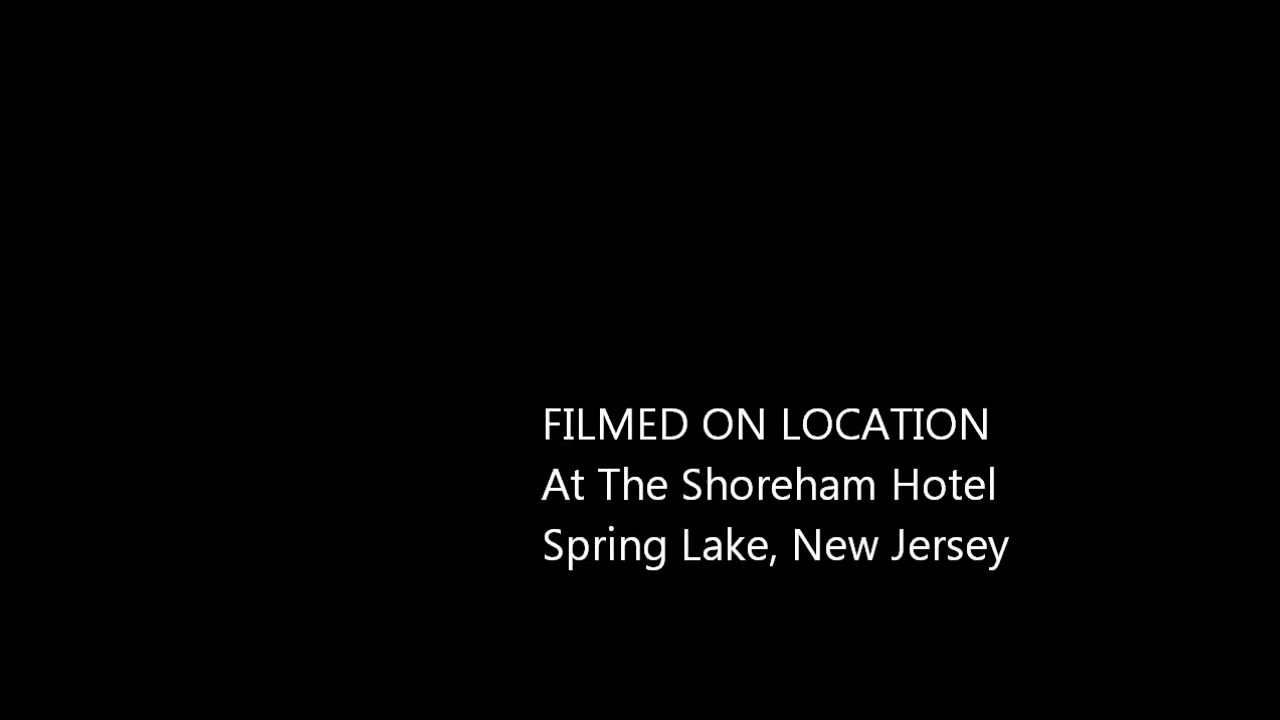 FILMED ON LOCATION
At The Shoreham Hotel
Spring Lake, New Jersey